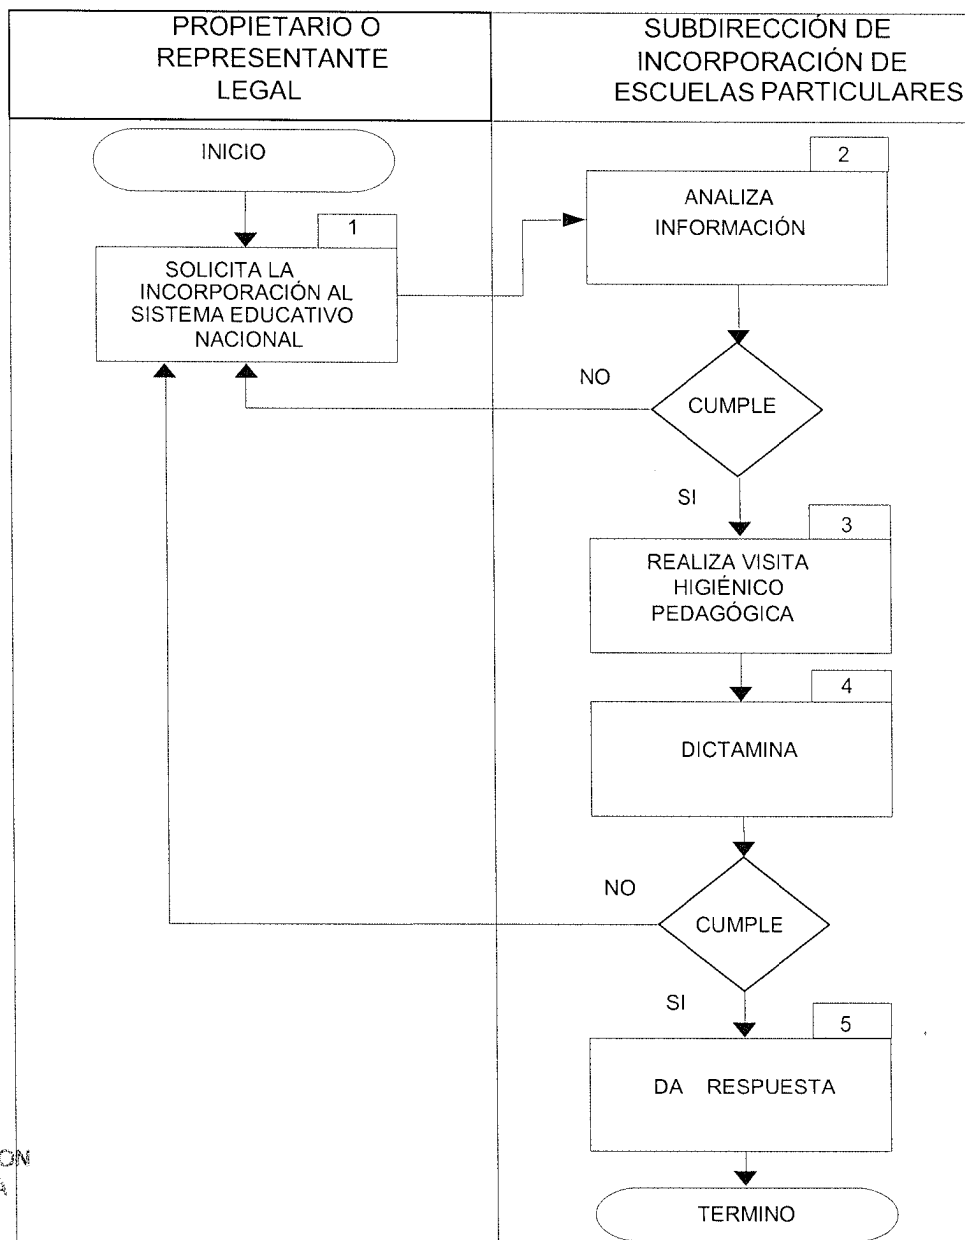 PROPIETARIO O
REPRESENTANTE
LEGAL
SUBDIRECCIÓN DE
INCORPORACIÓN DE
ESCUELAS PARTICULARES
INICIO
1
SOLICITA LA
INCORPORACIÓN AL
SISTEMA EDUCATIVO
NACIONAL
2
ANALIZA
INFORMACIÓN
NO
CUMPLE
SI
3
REALIZA VISITA
HIGIÉNICO
PEDAGÓGICA
4
DICTAMINA
NO
CUMPLE
SI
5
DA RESPUESTA
TERMINO